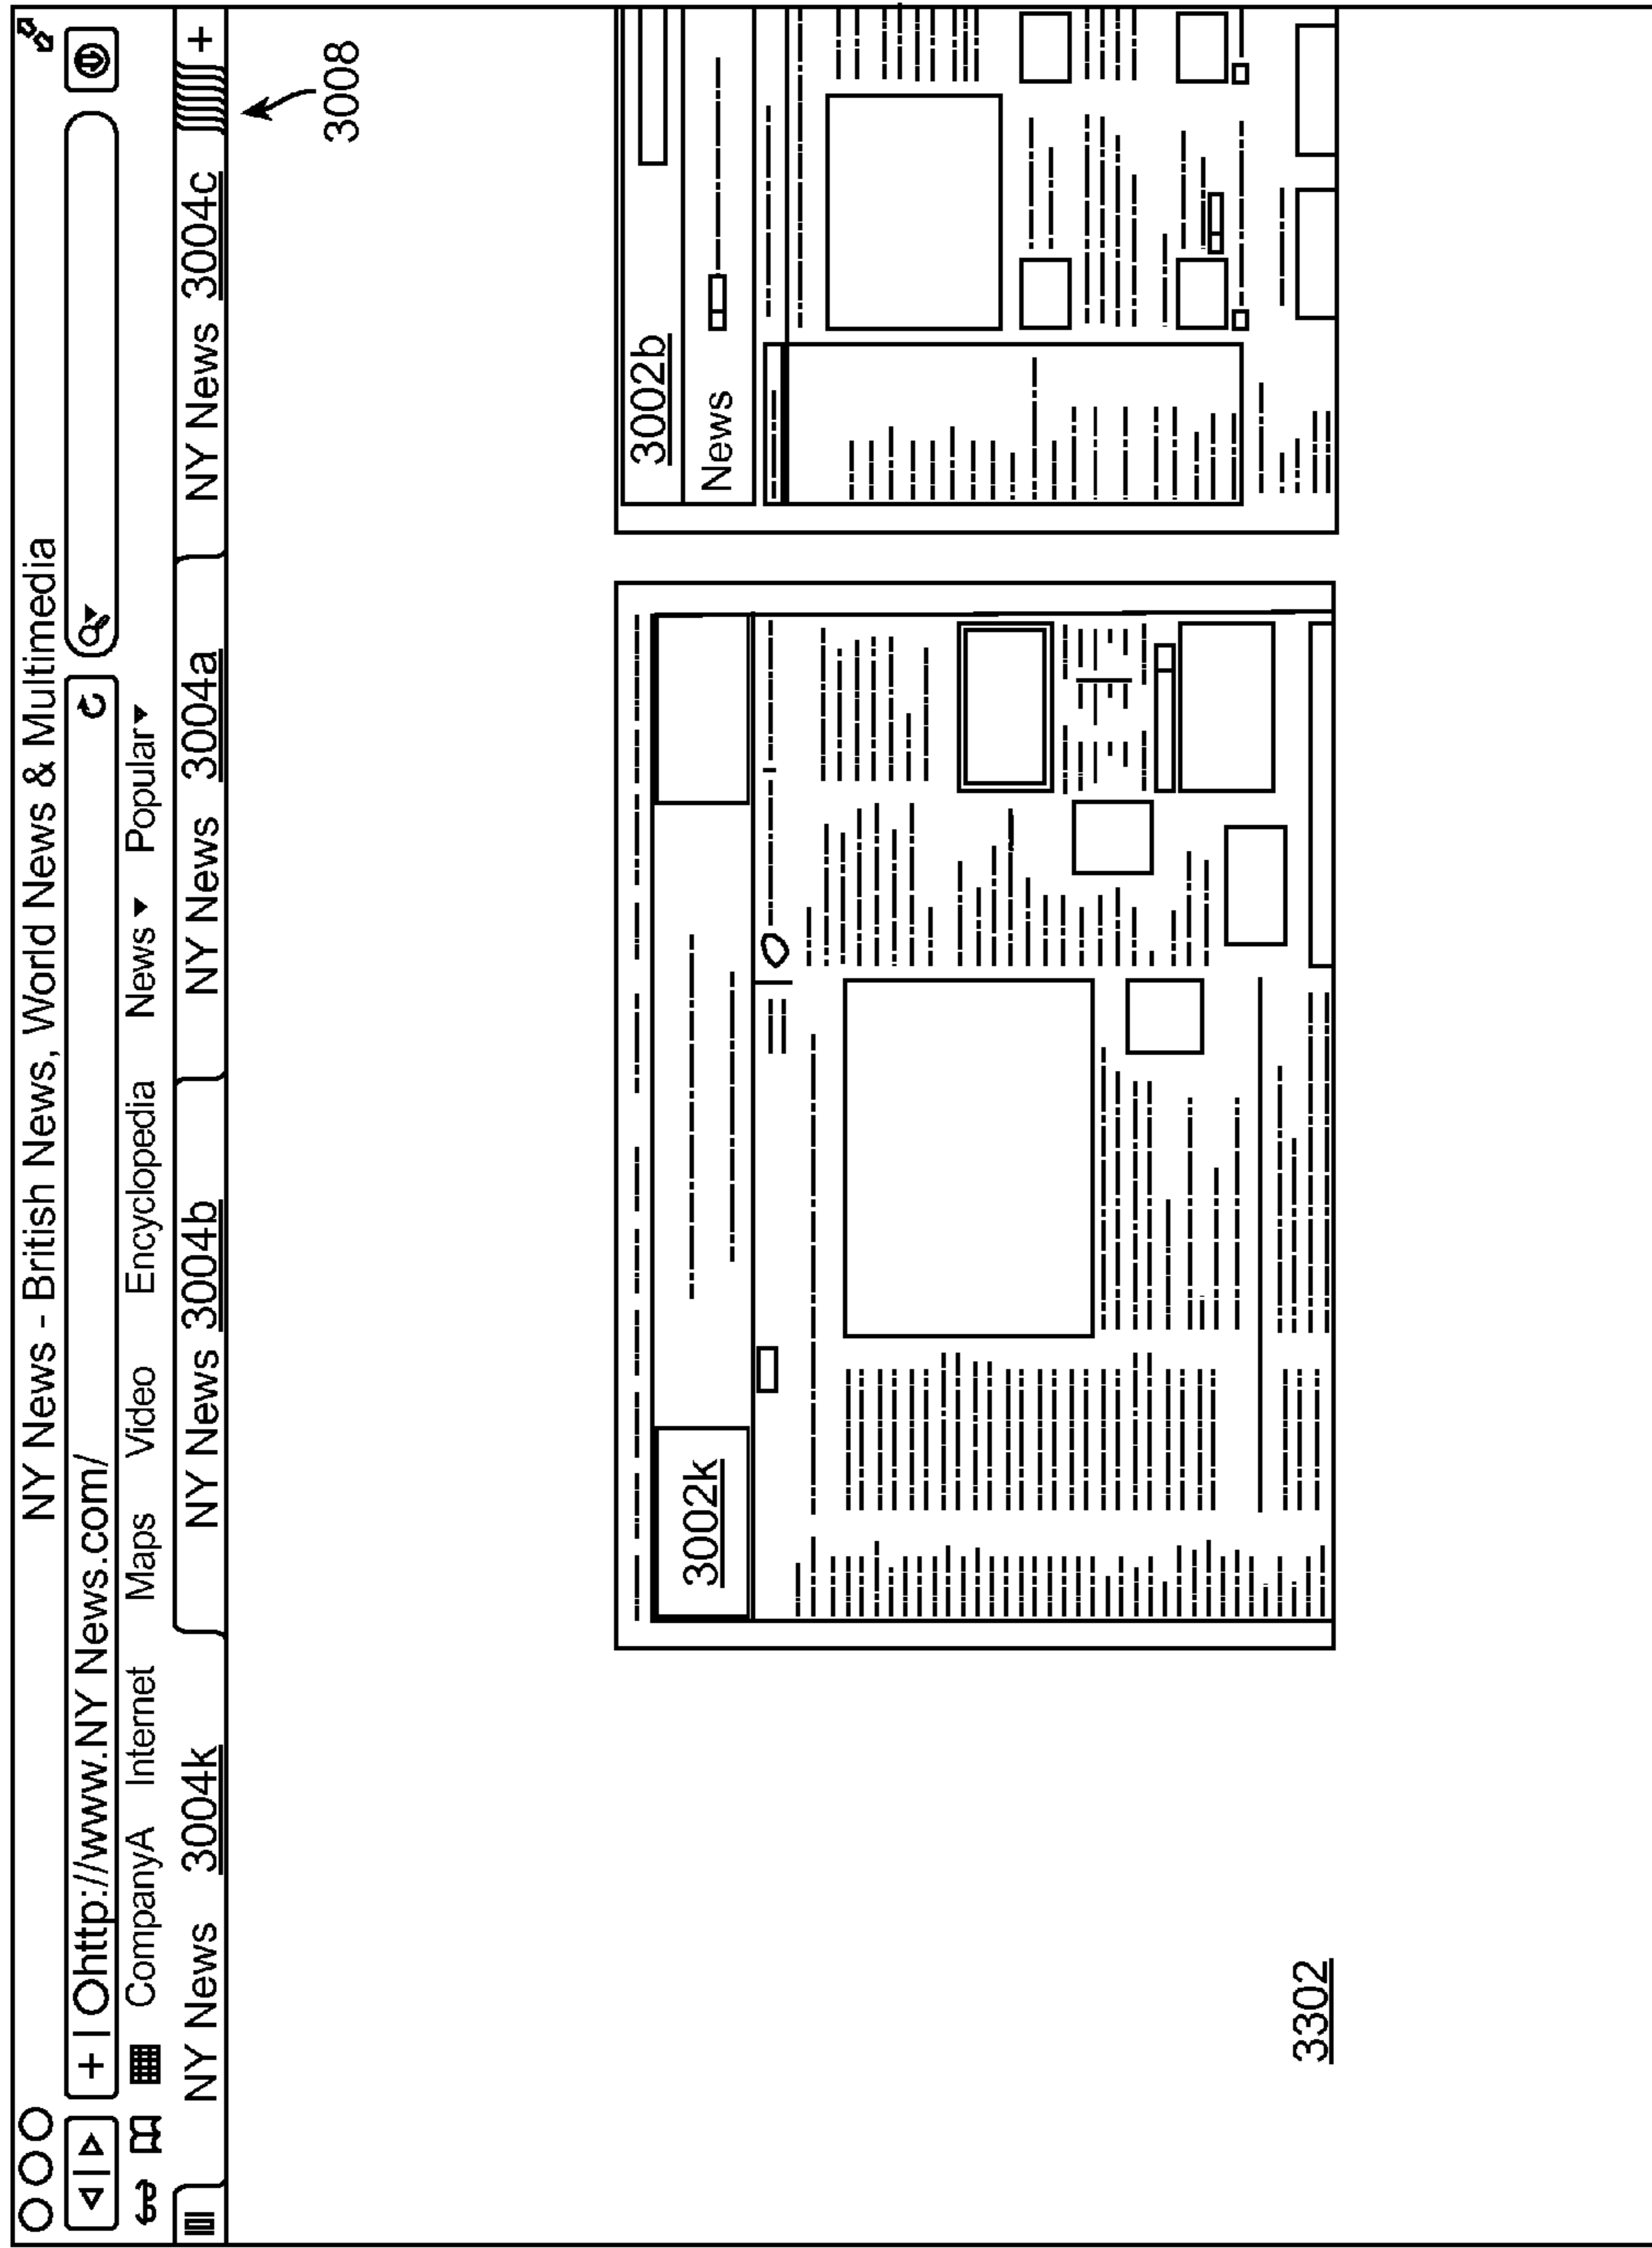 NY News - British News, World News & Multimedia
+ | http://www.NY News.com/
CompanyA Internet Maps Video Encyclopedia News ▾ Popular▾
NY News 3004k NY News 3004b NY News 3004a NY News 3004c +
3008
3002k
3002b
News
3302